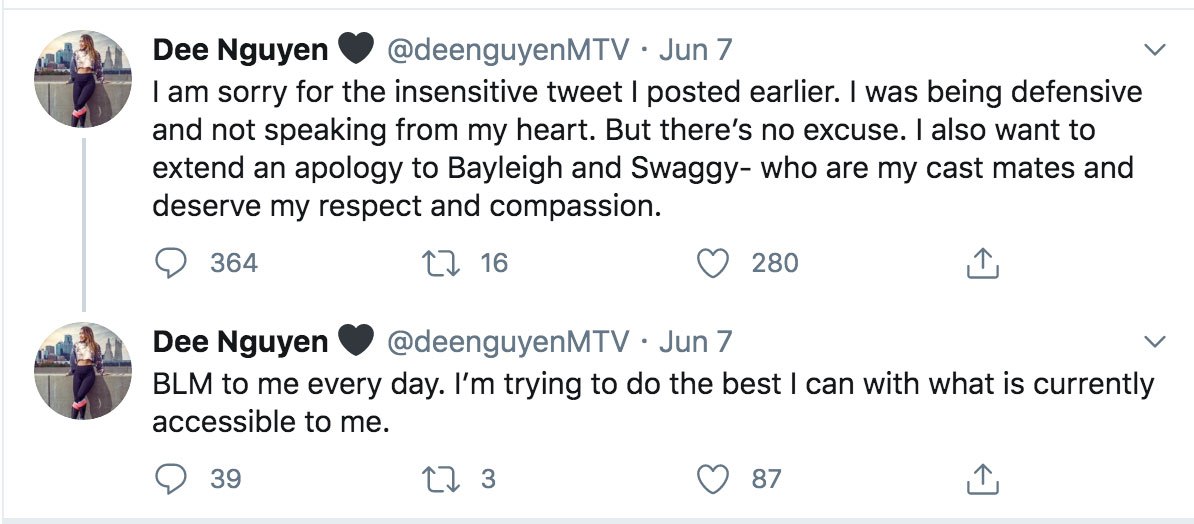 Dee Nguyen 🖤 @deenguyenMTV · Jun 7
I am sorry for the insensitive tweet I posted earlier. I was being defensive
and not speaking from my heart. But there’s no excuse. I also want to
extend an apology to Bayleigh and Swaggy- who are my cast mates and
deserve my respect and compassion.
364 16 280
Dee Nguyen 🖤 @deenguyenMTV · Jun 7
BLM to me every day. I’m trying to do the best I can with what is currently
accessible to me.
39 3 87